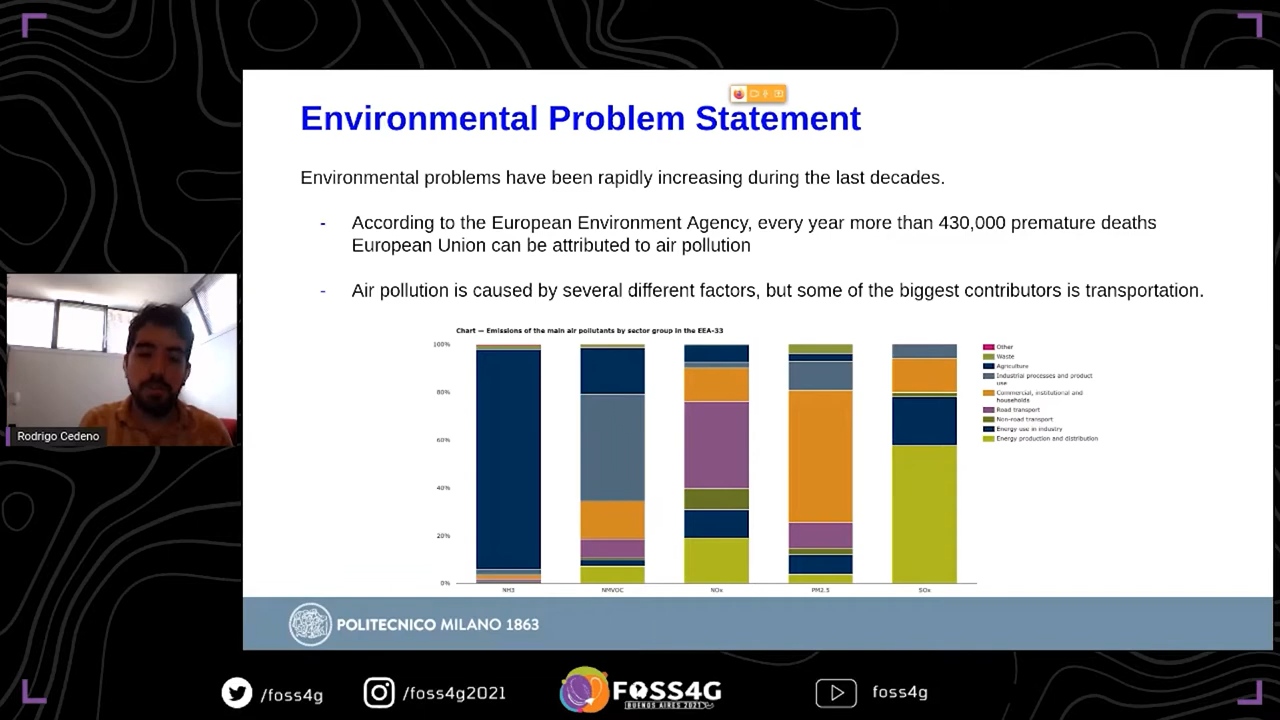 Environmental Problem Statement
Environmental problems have been rapidly increasing during the last decades.
- According to the European Environment Agency, every year more than 430,000 premature deaths
European Union can be attributed to air pollution
- Air pollution is caused by several different factors, but some of the biggest contributors is transportation.
Chart — Emissions of the main air pollutants by sector group in the EEA-33
100%
80%
60%
40%
20%
0%
NH3 NMVOC NOx PM2.5 SOx
Other
Waste
Agriculture
Industrial processes and product
use
Commercial, institutional and
households
Road transport
Non-road transport
Energy use in industry
Energy production and distribution
Rodrigo Cedeno
POLITECNICO MILANO 1863
/foss4g
/foss4g2021
FOSS4G
BUENOS AIRES 2021
foss4g